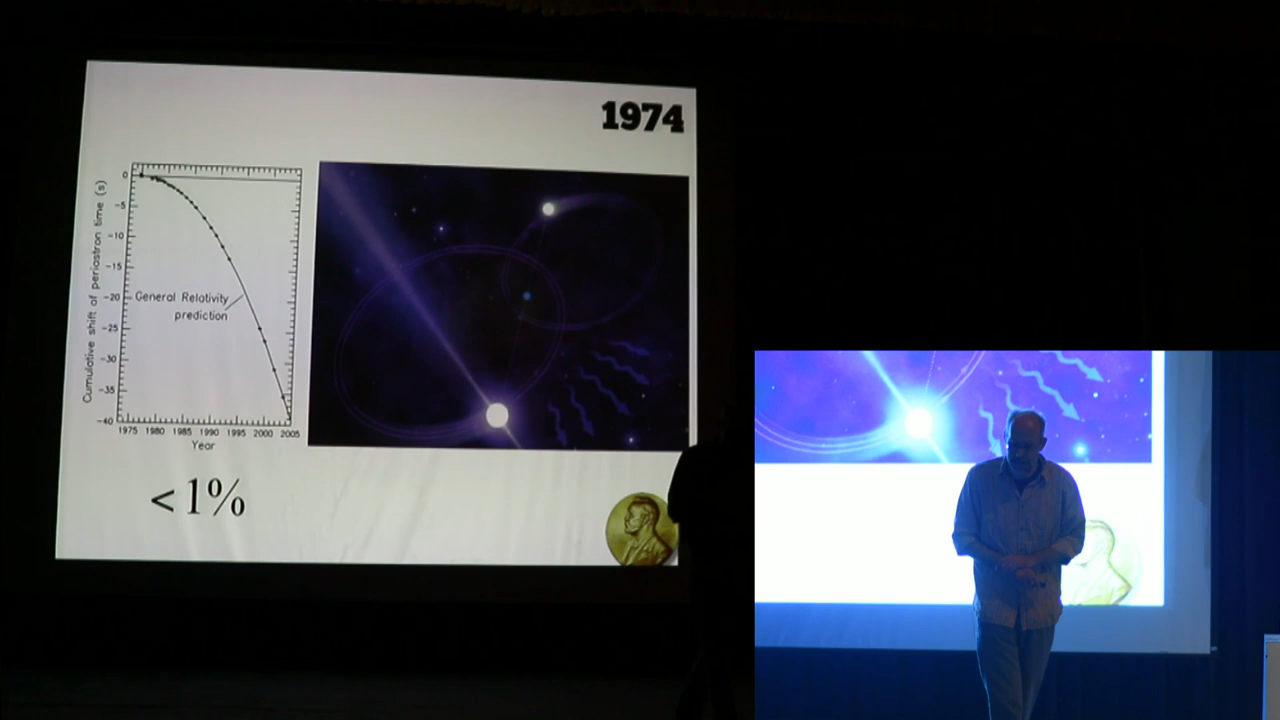 1974
0
-5
-10
-15
-20
-25
-30
-35
-40
Cumulative shift of periastron time (s)
General Relativity
prediction
1975 1980 1985 1990 1995 2000 2005
Year
< 1%